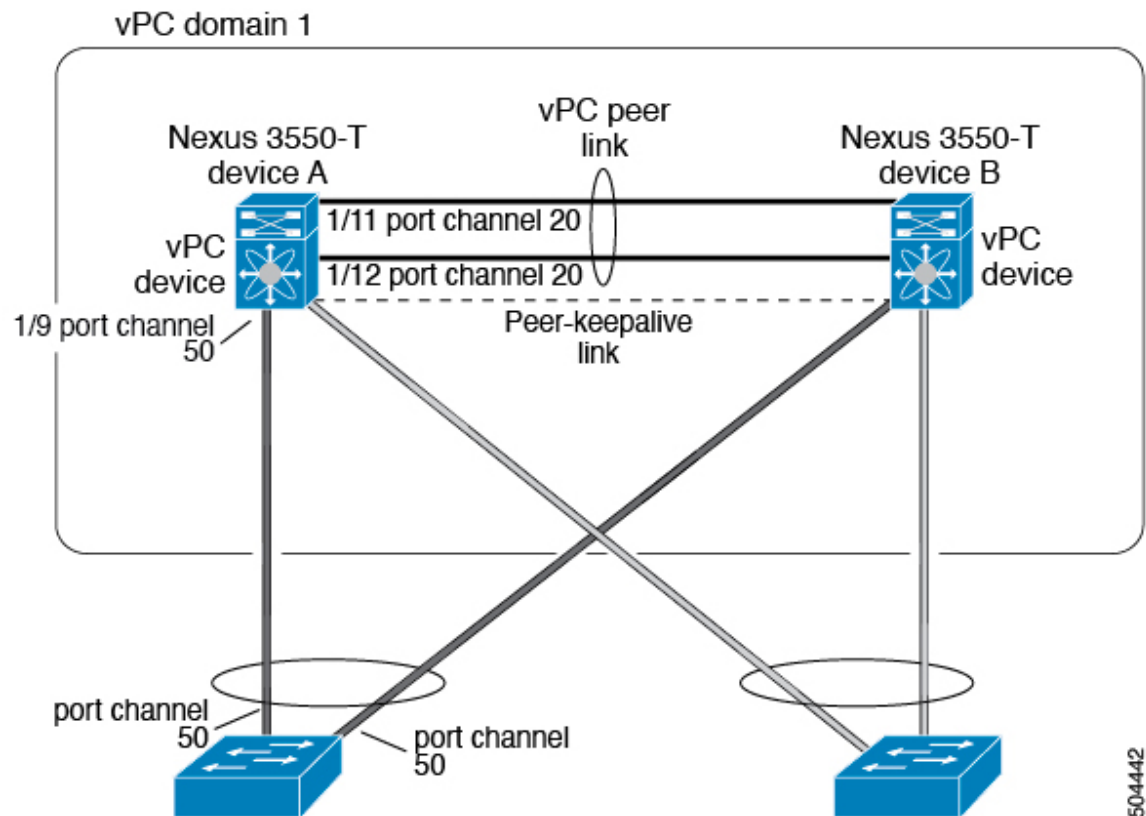 vPC domain 1
Nexus 3550-T
device A
vPC peer
link
Nexus 3550-T
device B
1/11 port channel 20
vPC
device
1/12 port channel 20
vPC
device
1/9 port channel
50
Peer-keepalive
link
port channel
50
port channel
50
504442